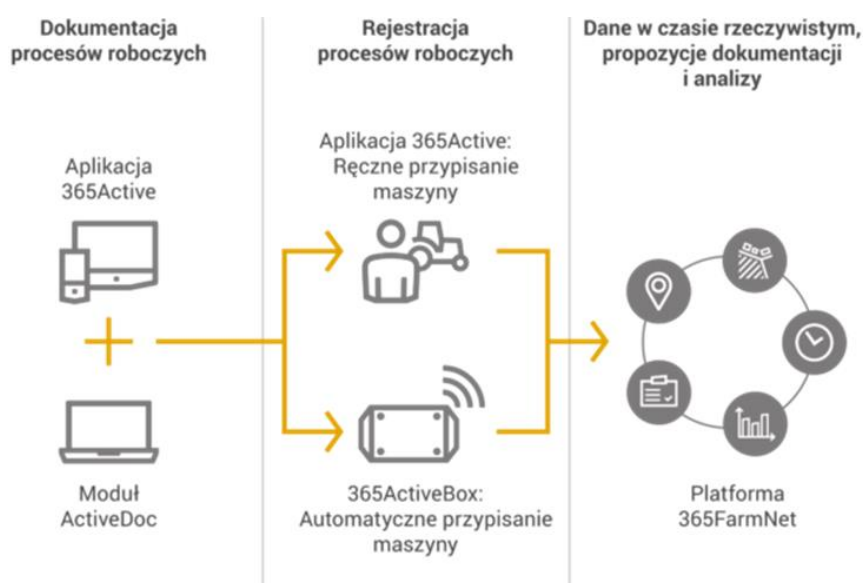 Dokumentacja
procesów roboczych
Aplikacja
365Active
Moduł
ActiveDoc
Rejestracja
procesów roboczych
Aplikacja 365Active:
Ręczne przypisanie
maszyny
365ActiveBox:
Automatyczne przypisanie
maszyny
Dane w czasie rzeczywistym,
propozycje dokumentacji
i analizy
Platforma
365FarmNet